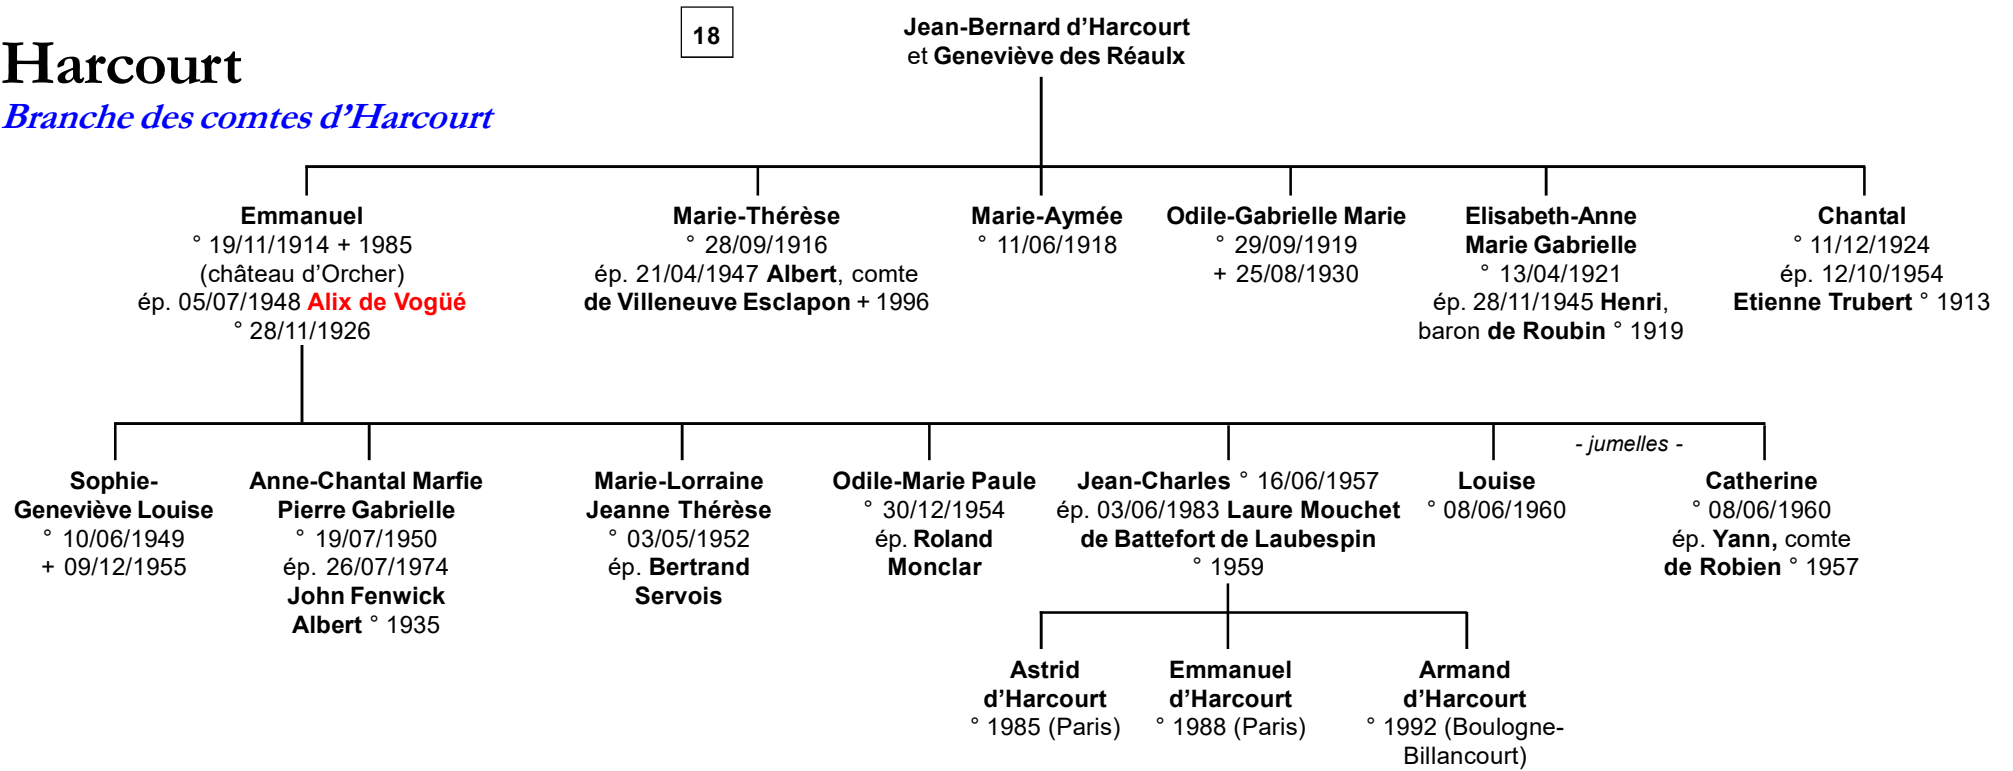 Harcourt
Branche des comtes d’Harcourt
18
Jean-Bernard d’Harcourt
et Geneviève des Réaulx
Emmanuel
° 19/11/1914 + 1985
(château d’Orcher)
ép. 05/07/1948 Alix de Vogüé
° 28/11/1926
Marie-Thérèse
° 28/09/1916
ép. 21/04/1947 Albert, comte
de Villeneuve Esclapon + 1996
Marie-Aymée
° 11/06/1918
Odile-Gabrielle Marie
° 29/09/1919
+ 25/08/1930
Elisabeth-Anne
Marie Gabrielle
° 13/04/1921
ép. 28/11/1945 Henri,
baron de Roubin ° 1919
Chantal
° 11/12/1924
ép. 12/10/1954
Etienne Trubert ° 1913
Sophie-
Geneviève Louise
° 10/06/1949
+ 09/12/1955
Anne-Chantal Marfie
Pierre Gabrielle
° 19/07/1950
ép. 26/07/1974
John Fenwick
Albert ° 1935
Marie-Lorraine
Jeanne Thérèse
° 03/05/1952
ép. Bertrand
Servois
Odile-Marie Paule
° 30/12/1954
ép. Roland
Monclar
Jean-Charles ° 16/06/1957
ép. 03/06/1983 Laure Mouchet
de Battefort de Laubespin
° 1959
Louise
° 08/06/1960
- jumelles -
Catherine
° 08/06/1960
ép. Yann, comte
de Robien ° 1957
Astrid
d’Harcourt
° 1985 (Paris)
Emmanuel
d’Harcourt
° 1988 (Paris)
Armand
d’Harcourt
° 1992 (Boulogne-
Billancourt)